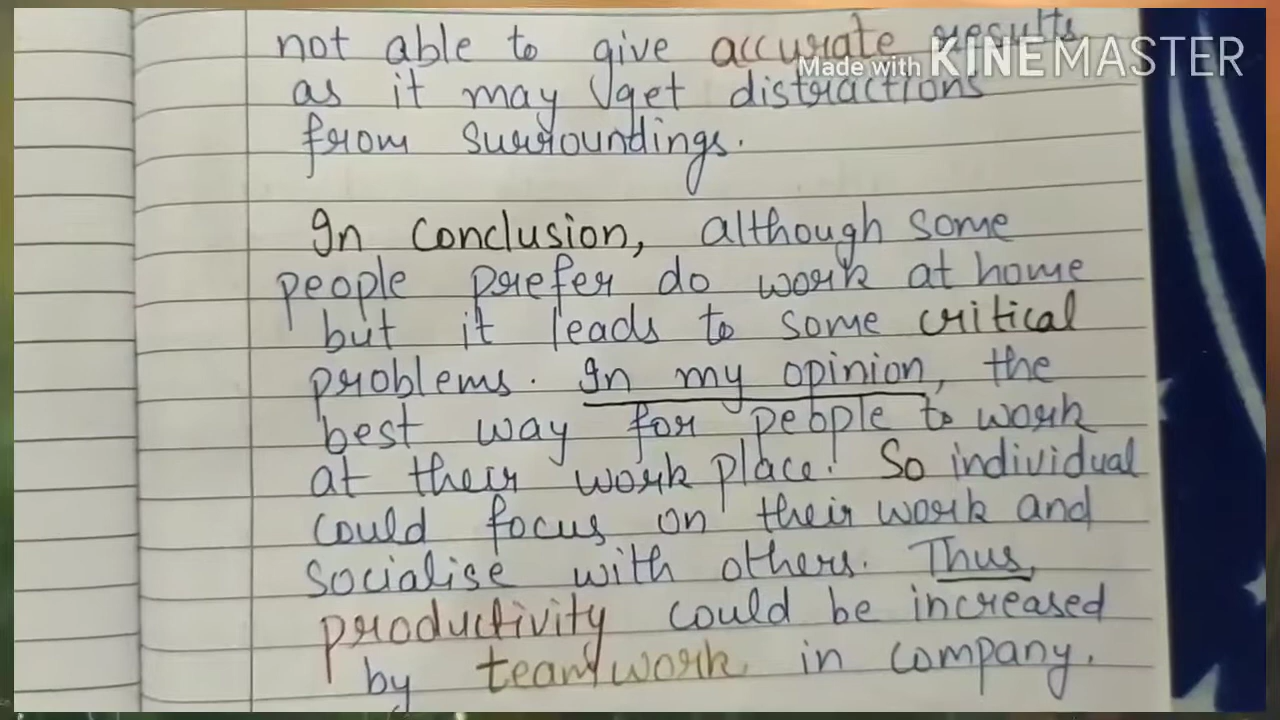 not able to give accurate results
Made with KINEMASTER
as it may get distractions
from surroundings.
In conclusion, although some
people prefer do work at home
but it leads to some critical
problems. In my opinion, the
best way for people to work
at their work place. So individual
could focus on their work and
socialise with others. Thus,
productivity could be increased
by teamwork in company.